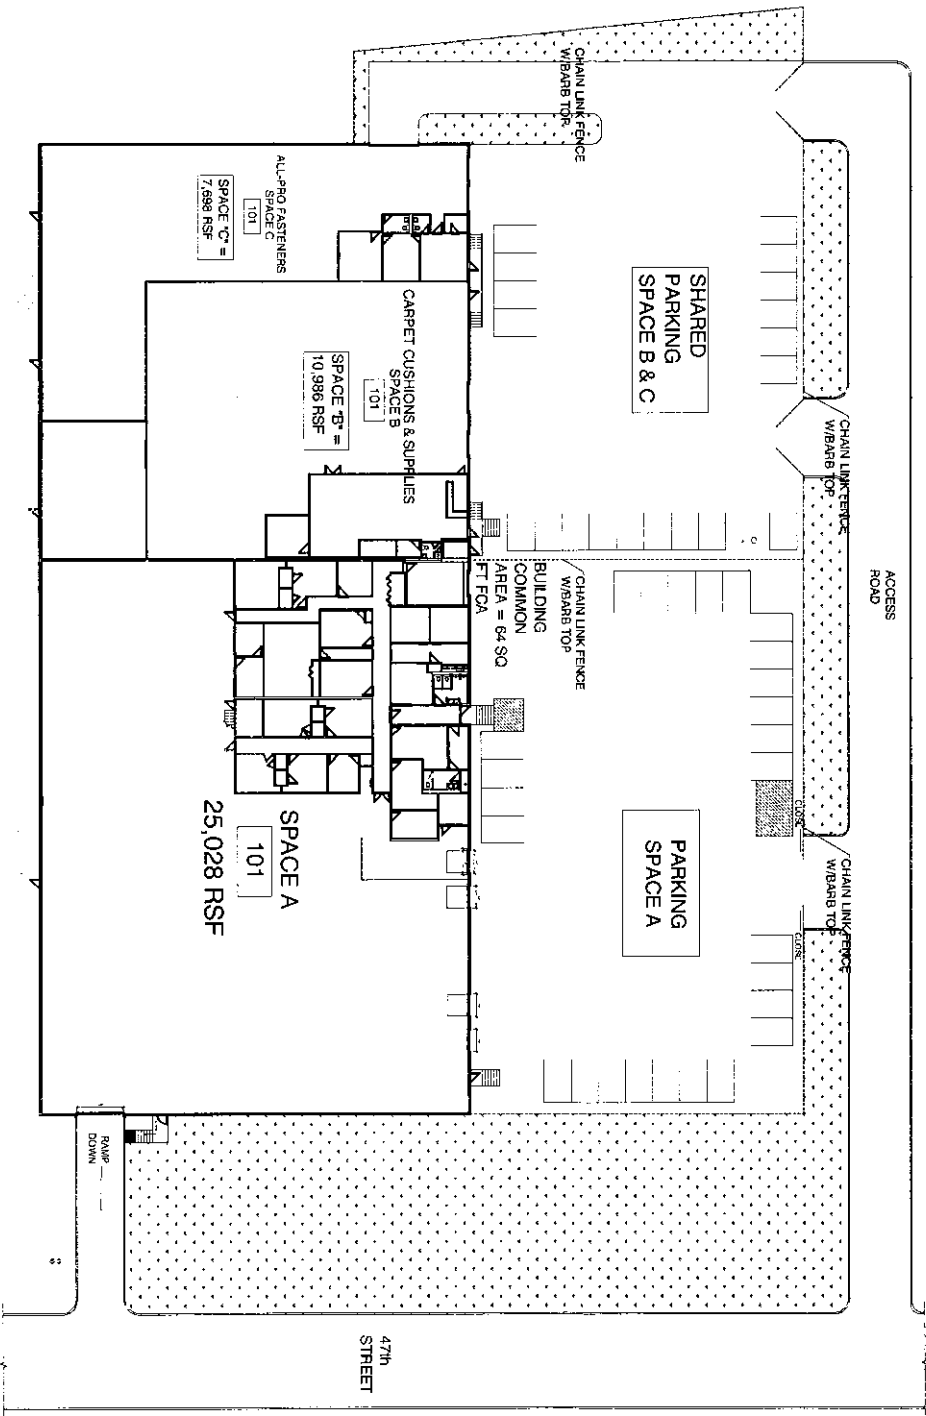 CHAIN LINK FENCE
W/BARB TOP
ALL-PRO FASTENERS
SPACE C
101
SPACE "C" =
7,698 RSF
SHARED
PARKING
SPACE B & C
CARPET CUSHIONS & SUPPLIES
SPACE B
101
SPACE "B" =
10,986 RSF
CHAIN LINK FENCE
W/BARB TOP
ACCESS
ROAD
BUILDING
COMMON
AREA = 64 SQ
FT FCA
CHAIN LINK FENCE
W/BARB TOP
SPACE A
101
25,028 RSF
PARKING
SPACE A
CLOSE
CHAIN LINK FENCE
W/BARB TOP
CLOSE
RAMP
DOWN
47th
STREET